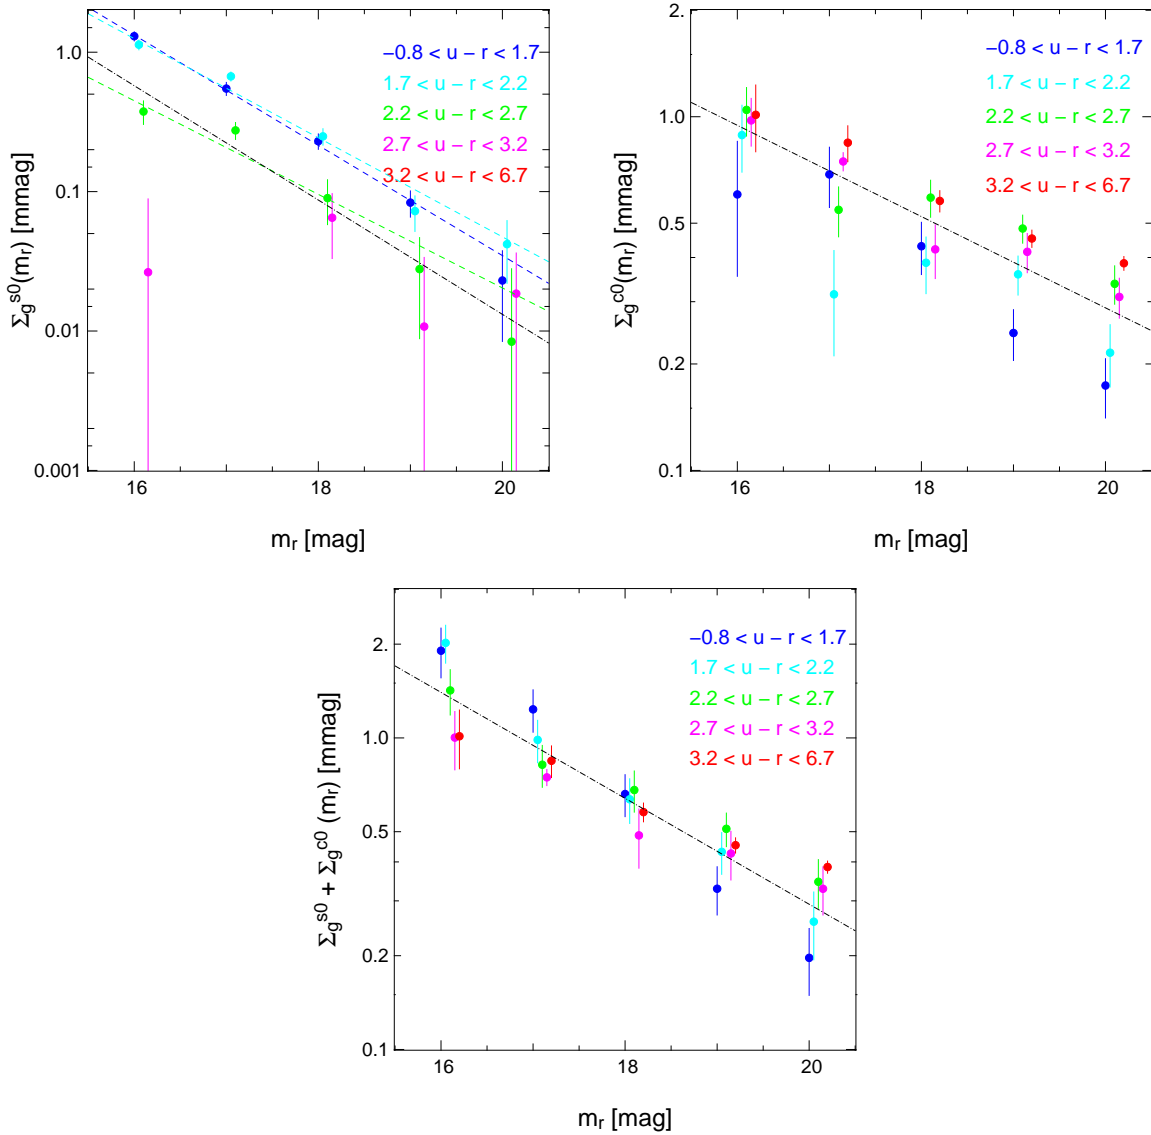 1.0
0.1
0.01
0.001
Σg^s0(mr) [mmag]
−0.8 < u − r < 1.7
1.7 < u − r < 2.2
2.2 < u − r < 2.7
2.7 < u − r < 3.2
3.2 < u − r < 6.7
16 18 20
mr [mag]
2.
1.0
0.5
0.2
0.1
Σg^c0(mr) [mmag]
−0.8 < u − r < 1.7
1.7 < u − r < 2.2
2.2 < u − r < 2.7
2.7 < u − r < 3.2
3.2 < u − r < 6.7
16 18 20
mr [mag]
2.
1.0
0.5
0.2
0.1
Σg^s0 + Σg^c0 (mr) [mmag]
−0.8 < u − r < 1.7
1.7 < u − r < 2.2
2.2 < u − r < 2.7
2.7 < u − r < 3.2
3.2 < u − r < 6.7
16 18 20
mr [mag]